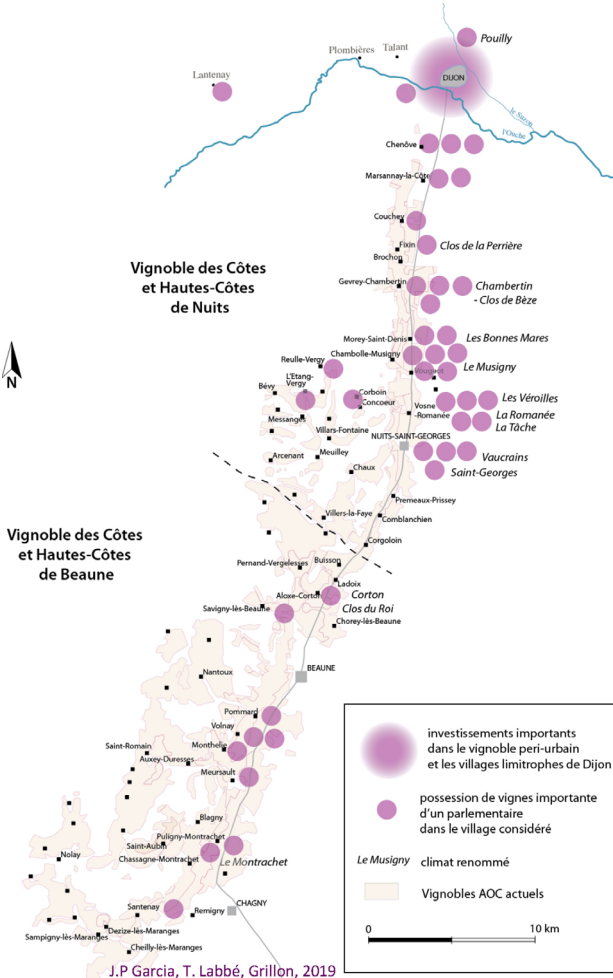 Pouilly
Plombières
Talant
Lantenay
DIJON
le Suzon
l'Ouche
Chenôve
Marsannay-la-Côte
Couchey
Fixin
Clos de la Perrière
Brochon
Vignoble des Côtes
et Hautes-Côtes
de Nuits
Gevrey-Chambertin
Chambertin
- Clos de Bèze
N
Morey-Saint-Denis
Les Bonnes Mares
Chambolle-Musigny
Reulle-Vergy
Le Musigny
Vougeot
L'Etang-
Vergy
Bévy
Corboin
Concoeur
Les Véroilles
Messanges
Vosne
-Romanée
La Romanée
La Tâche
Villars-Fontaine
NUITS-SAINT-GEORGES
Arcenant
Meuilley
Vaucrains
Chaux
Saint-Georges
Premeaux-Prissey
Villers-la-Faye
Comblanchien
Vignoble des Côtes
et Hautes-Côtes
de Beaune
Corgoloin
Buisson
Pernand-Vergelesses
Ladoix
Aloxe-Corton
Corton
Clos du Roi
Savigny-lès-Beaune
Chorey-lès-Beaune
BEAUNE
Nantoux
Pommard
Volnay
Saint-Romain
Monthelie
Auxey-Duresses
Meursault
Blagny
Puligny-Montrachet
Saint-Aubin
Nolay
Chassagne-Montrachet
Le Montrachet
Santenay
Remigny
CHAGNY
Dezize-lès-Maranges
Sampigny-lès-Maranges
Cheilly-lès-Maranges
investissements importants
dans le vignoble peri-urbain
et les villages limitrophes de Dijon
possession de vignes importante
d'un parlementaire
dans le village considéré
Le Musigny climat renommé
Vignobles AOC actuels
0 10 km
J.P Garcia, T. Labbé, Grillon, 2019